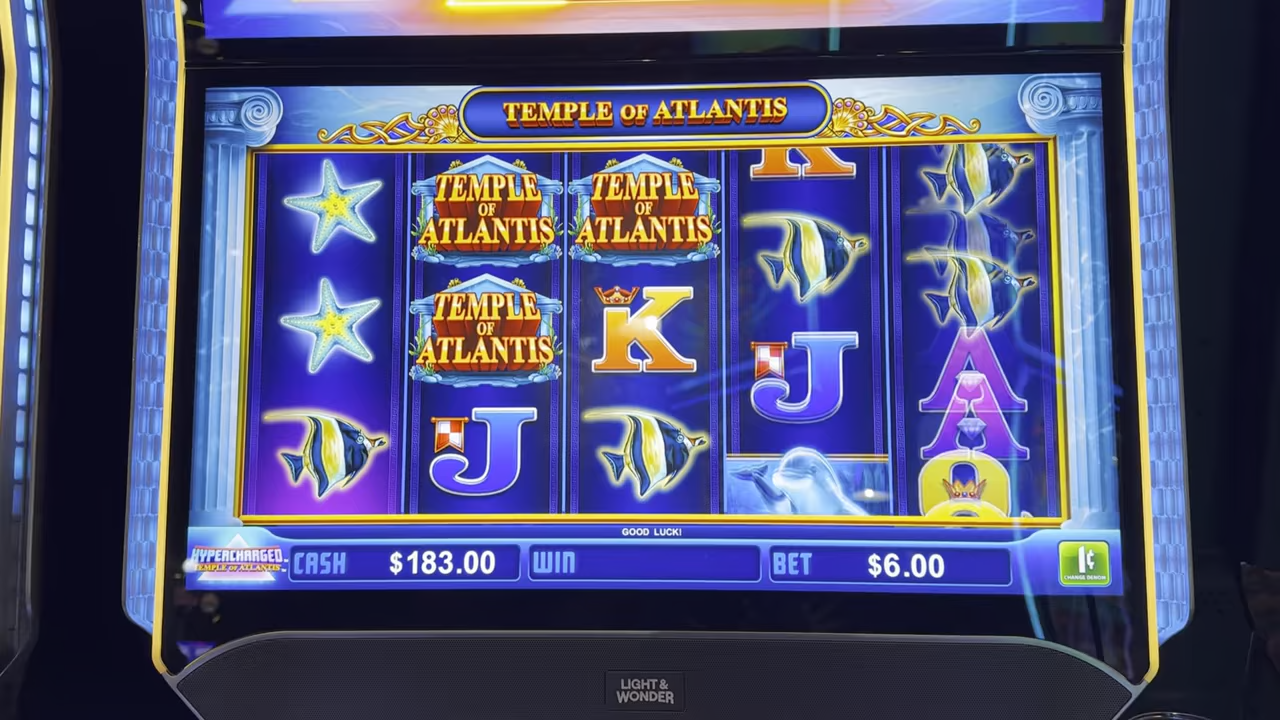 TEMPLE OF ATLANTIS
TEMPLE OF ATLANTIS
TEMPLE OF ATLANTIS
K
TEMPLE OF ATLANTIS
K
J
J
A
A
GOOD LUCK!
HYPERCHARGED
TEMPLE OF ATLANTIS
CASH $183.00
WIN
BET $6.00
1¢
CHANGE DENOM
LIGHT &
WONDER